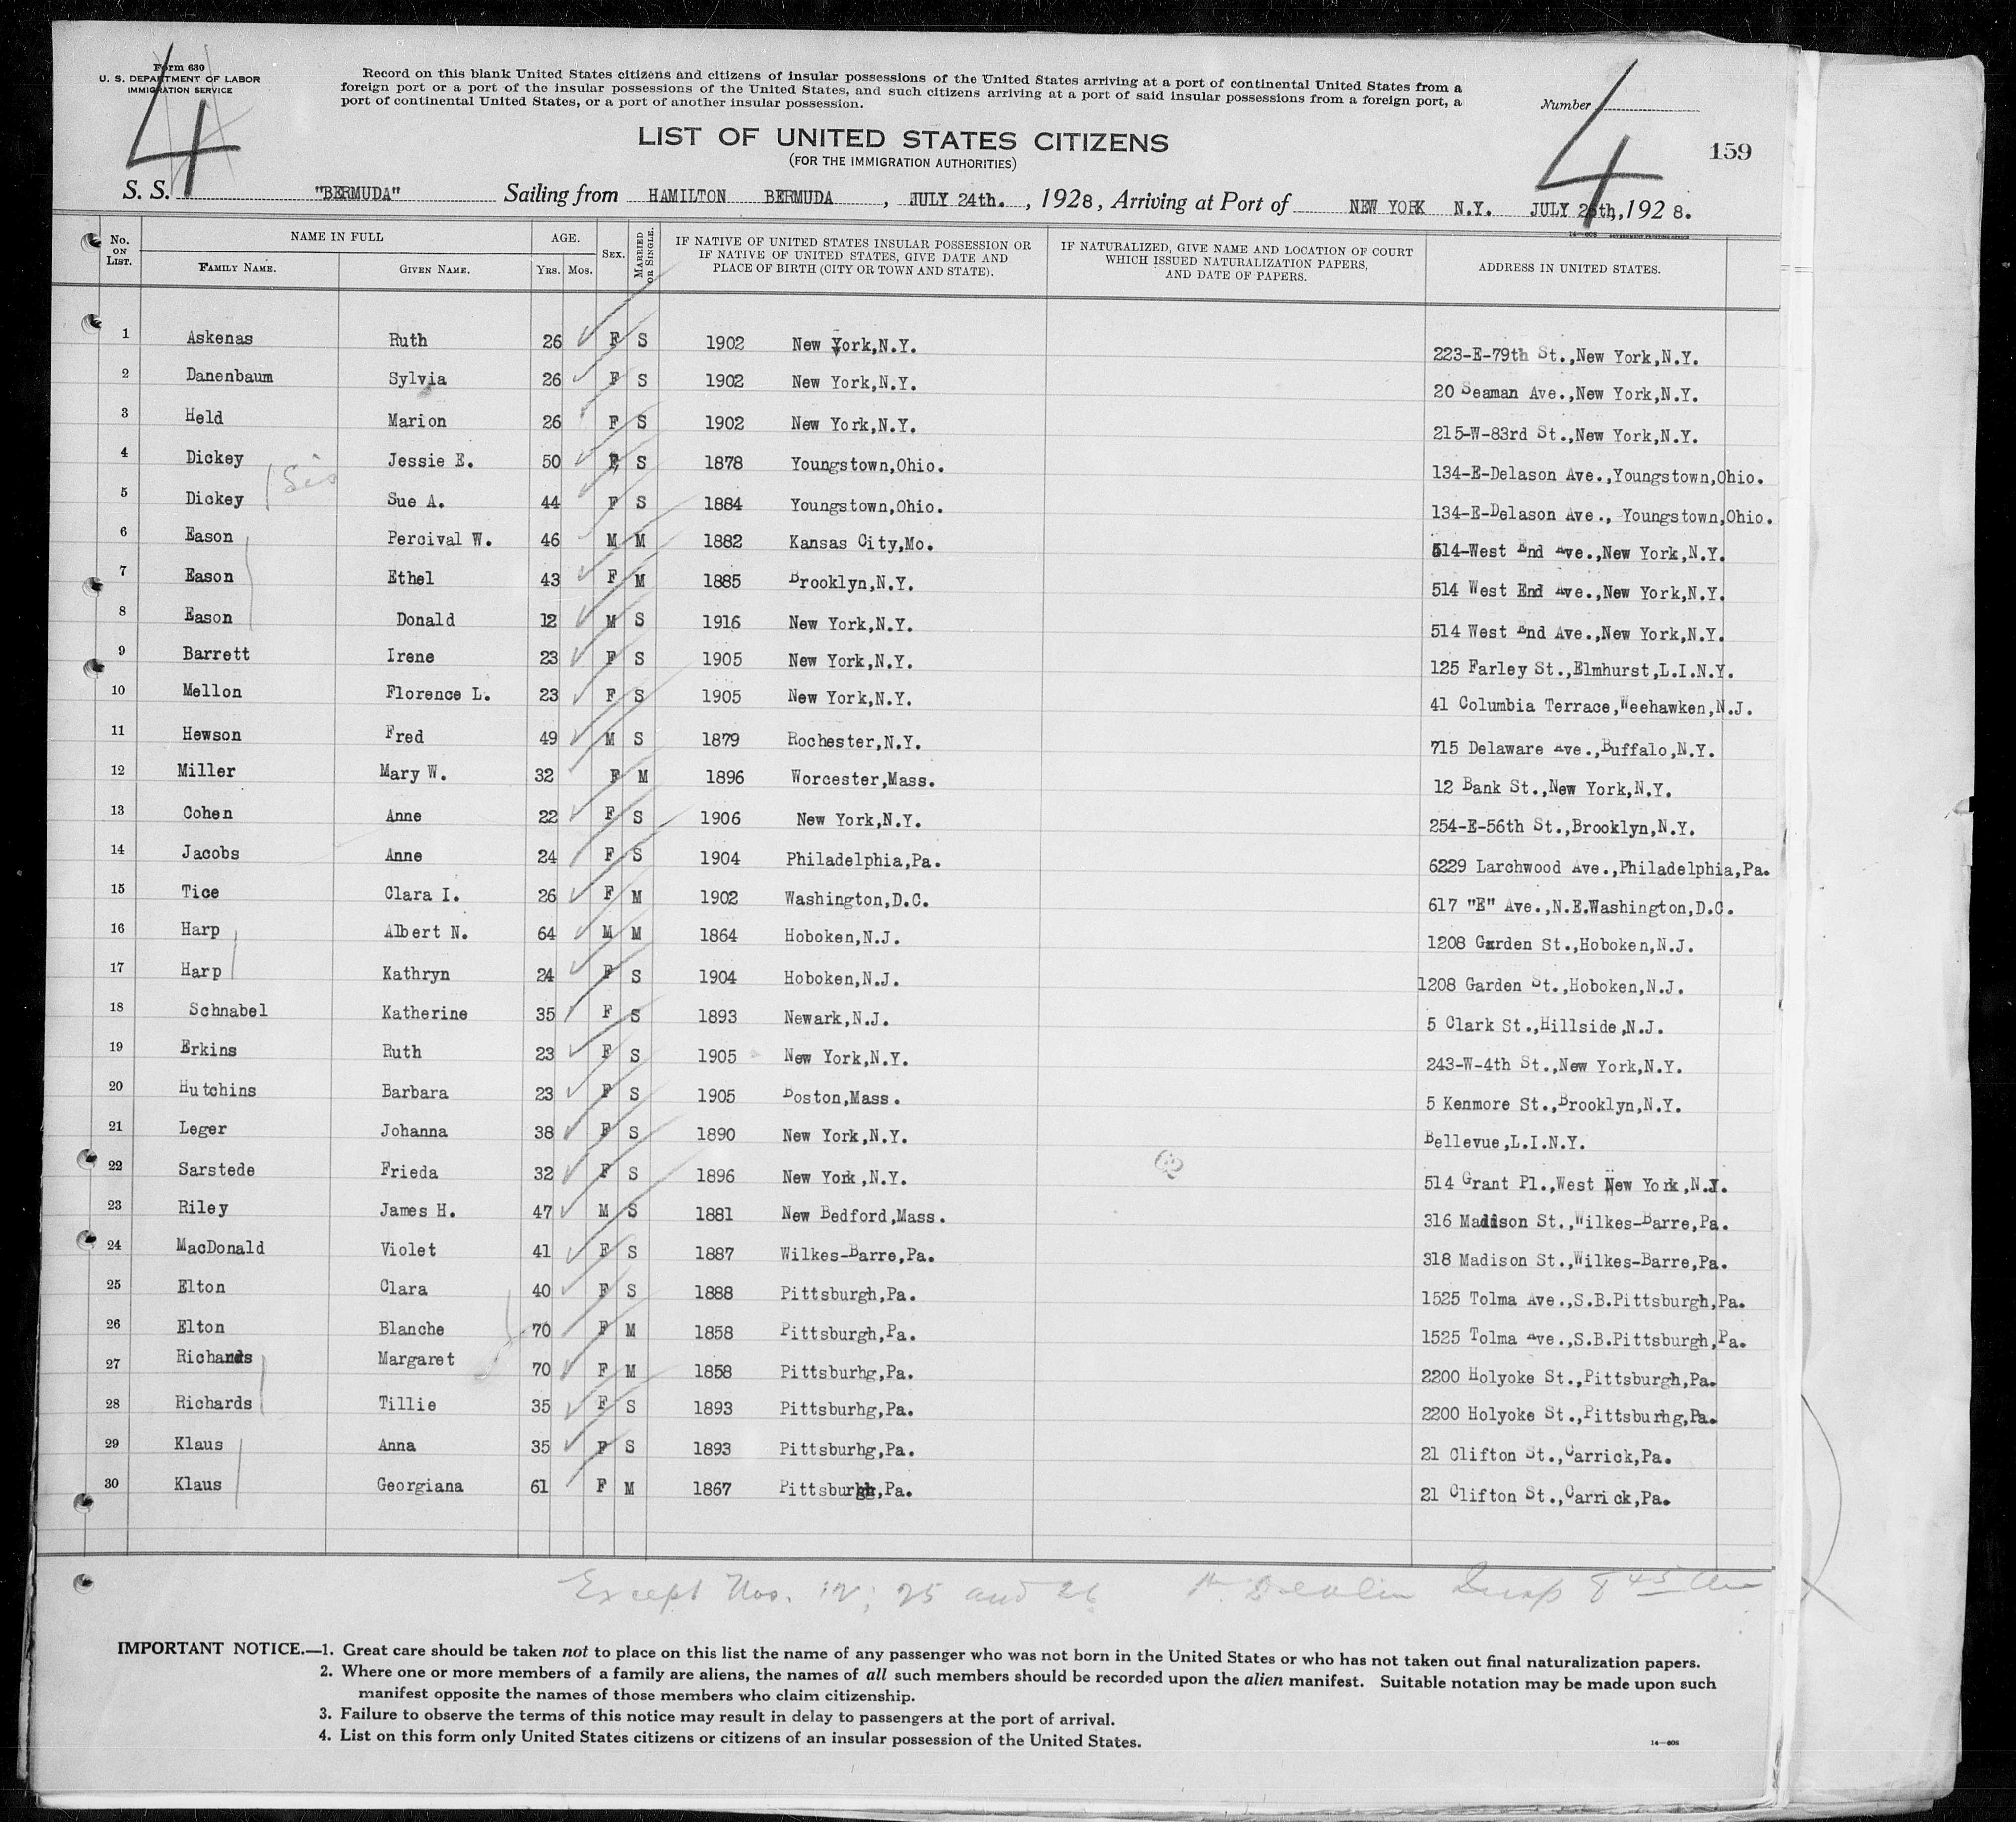 Form 630
U. S. DEPARTMENT OF LABOR
IMMIGRATION SERVICE
4
Record on this blank United States citizens and citizens of insular possessions of the United States arriving at a port of continental United States from a
foreign port or a port of the insular possessions of the United States, and such citizens arriving at a port of said insular possessions from a foreign port, a
port of continental United States, or a port of another insular possession.
Number
4
159
LIST OF UNITED STATES CITIZENS
(FOR THE IMMIGRATION AUTHORITIES)
S. S. "BERMUDA" Sailing from HAMILTON BERMUDA, JULY 24th., 1928, Arriving at Port of NEW YORK N.Y. JULY 26th, 1928.
14-608 GOVERNMENT PRINTING OFFICE
No. ON LIST. NAME IN FULL FAMILY NAME. GIVEN NAME. AGE. YRS. MOS. SEX. MARRIED OR SINGLE. IF NATIVE OF UNITED STATES INSULAR POSSESSION OR IF NATIVE OF UNITED STATES, GIVE DATE AND PLACE OF BIRTH (CITY OR TOWN AND STATE). IF NATURALIZED, GIVE NAME AND LOCATION OF COURT WHICH ISSUED NATURALIZATION PAPERS, AND DATE OF PAPERS. ADDRESS IN UNITED STATES.
1 Askenas Ruth 26 F S 1902 New York,N.Y. 223-E-79th St.,New York,N.Y.
2 Danenbaum Sylvia 26 F S 1902 New York,N.Y. 20 Seaman Ave.,New York,N.Y.
3 Held Marion 26 F S 1902 New York,N.Y. 215-W-83rd St.,New York,N.Y.
4 Dickey Jessie E. 50 F S 1878 Youngstown,Ohio. 134-E-Delason Ave.,Youngstown,Ohio.
Sis
5 Dickey Sue A. 44 F S 1884 Youngstown,Ohio. 134-E-Delason Ave., Youngstown,Ohio.
6 Eason Percival W. 46 M M 1882 Kansas City,Mo. 514-West End Ave.,New York,N.Y.
7 Eason Ethel 43 F M 1885 Brooklyn,N.Y. 514 West End Ave.,New York,N.Y.
8 Eason Donald 12 M S 1916 New York,N.Y. 514 West End Ave.,New York,N.Y.
9 Barrett Irene 23 F S 1905 New York,N.Y. 125 Farley St.,Elmhurst,L.I.N.Y.
10 Mellon Florence L. 23 F S 1905 New York,N.Y. 41 Columbia Terrace,Weehawken,N.J.
11 Hewson Fred 49 M S 1879 Rochester,N.Y. 715 Delaware Ave.,Buffalo,N.Y.
12 Miller Mary W. 32 F M 1896 Worcester,Mass. 12 Bank St.,New York,N.Y.
13 Cohen Anne 22 F S 1906 New York,N.Y. 254-E-56th St.,Brooklyn,N.Y.
14 Jacobs Anne 24 F S 1904 Philadelphia,Pa. 6229 Larchwood Ave.,Philadelphia,Pa.
15 Tice Clara I. 26 F M 1902 Washington,D.C. 617 "E" Ave.,N.E.Washington,D.C.
16 Harp Albert N. 64 M M 1864 Hoboken,N.J. 1208 Garden St.,Hoboken,N.J.
17 Harp Kathryn 24 F S 1904 Hoboken,N.J. 1208 Garden St.,Hoboken,N.J.
18 Schnabel Katherine 35 F S 1893 Newark,N.J. 5 Clark St.,Hillside,N.J.
19 Erkins Ruth 23 F S 1905 New York,N.Y. 243-W-4th St.,New York,N.Y.
20 Hutchins Barbara 23 F S 1905 Boston,Mass. 5 Kenmore St.,Brooklyn,N.Y.
21 Leger Johanna 38 F S 1890 New York,N.Y. Bellevue,L.I.N.Y.
22 Sarstede Frieda 32 F S 1896 New York,N.Y. 514 Grant Pl.,West New York,N.J.
23 Riley James H. 47 M S 1881 New Bedford,Mass. 316 Madison St.,Wilkes-Barre,Pa.
24 MacDonald Violet 41 F S 1887 Wilkes-Barre,Pa. 318 Madison St.,Wilkes-Barre,Pa.
25 Elton Clara 40 F S 1888 Pittsburgh,Pa. 1525 Tolma Ave.,S.B.Pittsburgh,Pa.
26 Elton Blanche 70 F M 1858 Pittsburgh,Pa. 1525 Tolma Ave.,S.B.Pittsburgh,Pa.
27 Richards Margaret 70 F M 1858 Pittsburhg,Pa. 2200 Holyoke St.,Pittsburgh,Pa.
28 Richards Tillie 35 F S 1893 Pittsburhg,Pa. 2200 Holyoke St.,Pittsburhg,Pa.
29 Klaus Anna 35 F S 1893 Pittsburhg,Pa. 21 Clifton St.,Carrick,Pa.
30 Klaus Georgiana 61 F M 1867 Pittsburgh,Pa. 21 Clifton St.,Carrick,Pa.
Except Nos. 12; 25 and 26 Insp 8 45
IMPORTANT NOTICE.—1. Great care should be taken not to place on this list the name of any passenger who was not born in the United States or who has not taken out final naturalization papers.
2. Where one or more members of a family are aliens, the names of all such members should be recorded upon the alien manifest. Suitable notation may be made upon such
manifest opposite the names of those members who claim citizenship.
3. Failure to observe the terms of this notice may result in delay to passengers at the port of arrival.
4. List on this form only United States citizens or citizens of an insular possession of the United States.
14-608